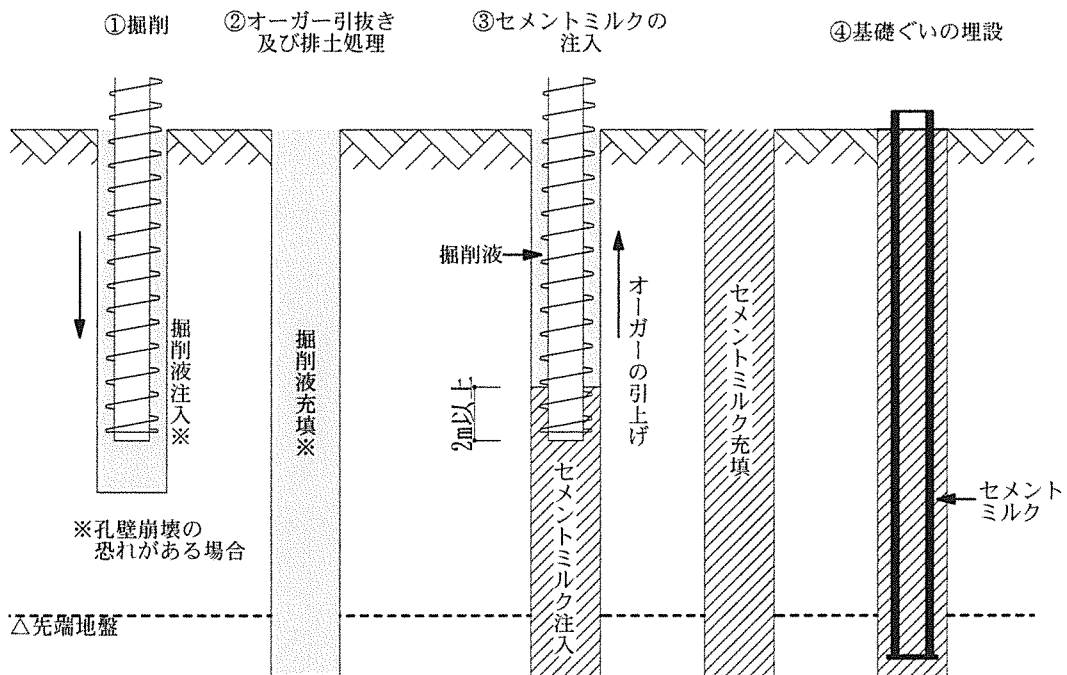 ①掘削
②オーガー引抜き
及び排土処理
③セメントミルクの
注入
④基礎ぐいの埋設
掘削液注入※
※孔壁崩壊の
恐れがある場合
掘削液充填※
掘削液
オーガーの引上げ
2m以上
セメントミルク注入
セメントミルク充填
セメント
ミルク
△先端地盤